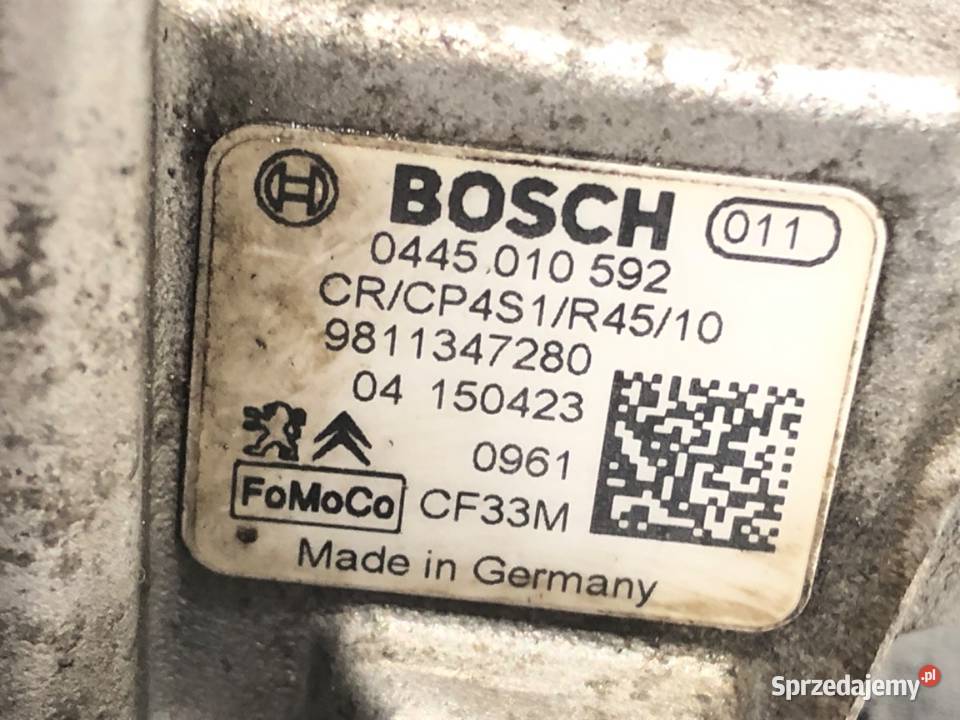 BOSCH 011
0445 010 592
CR/CP4S1/R45/10
9811347280
04 150423
0961
FoMoCo CF33M
Made in Germany
Sprzedajemy.pl